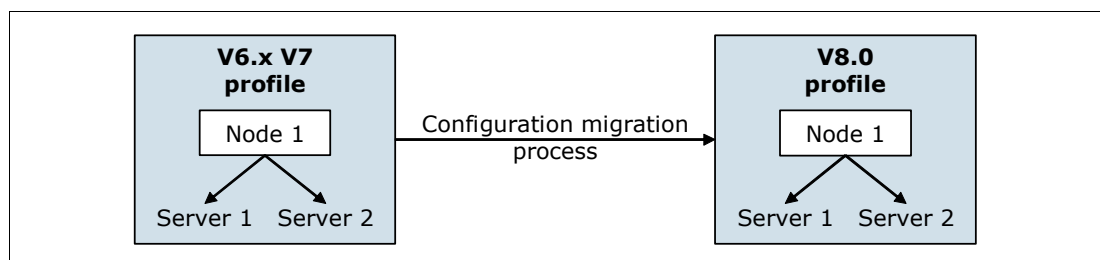 V6.x V7
profile
Node 1
Server 1 Server 2
Configuration migration
process
V8.0
profile
Node 1
Server 1 Server 2